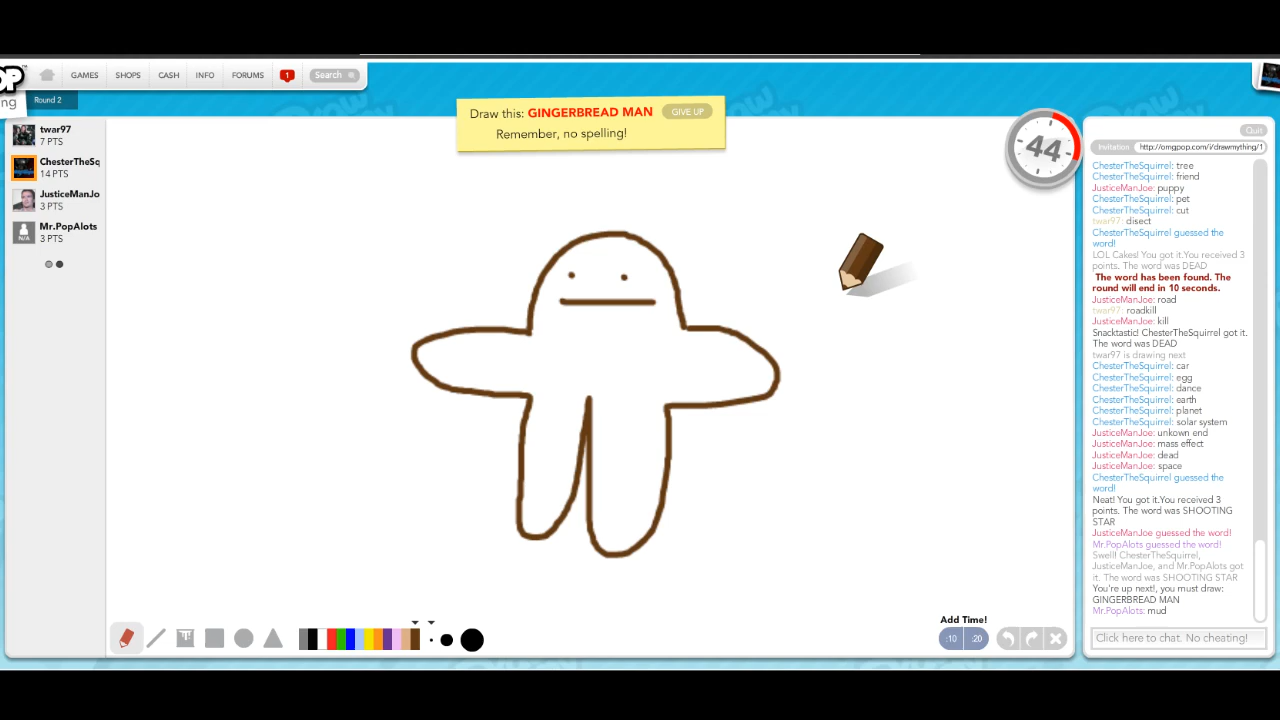 OP
GAMES SHOPS CASH INFO FORUMS 1 Search
ng Round 2
Draw this: GINGERBREAD MAN GIVE UP
Remember, no spelling!
twar97
7 PTS
ChesterTheSq
14 PTS
JusticeManJo
3 PTS
N/A
Mr.PopAlots
3 PTS
44
Quit
Invitation http://omgpop.com/i/drawmything/1
ChesterTheSquirrel: tree
ChesterTheSquirrel: friend
JusticeManJoe: puppy
ChesterTheSquirrel: pet
ChesterTheSquirrel: cut
twar97: disect
ChesterTheSquirrel guessed the
word!
LOL Cakes! You got it.You received 3
points. The word was DEAD
The word has been found. The
round will end in 10 seconds.
JusticeManJoe: road
twar97: roadkill
JusticeManJoe: kill
Snacktastic! ChesterTheSquirrel got it.
The word was DEAD
twar97 is drawing next
ChesterTheSquirrel: car
ChesterTheSquirrel: egg
ChesterTheSquirrel: dance
ChesterTheSquirrel: earth
ChesterTheSquirrel: planet
ChesterTheSquirrel: solar system
JusticeManJoe: unkown end
JusticeManJoe: mass effect
JusticeManJoe: dead
JusticeManJoe: space
ChesterTheSquirrel guessed the
word!
Neat! You got it.You received 3
points. The word was SHOOTING
STAR
JusticeManJoe guessed the word!
Mr.PopAlots guessed the word!
Swell! ChesterTheSquirrel,
JusticeManJoe, and Mr.PopAlots got
it. The word was SHOOTING STAR
You're up next!, you must draw:
GINGERBREAD MAN
Mr.PopAlots: mud
Click here to chat. No cheating!
Add Time!
:10 :20
T